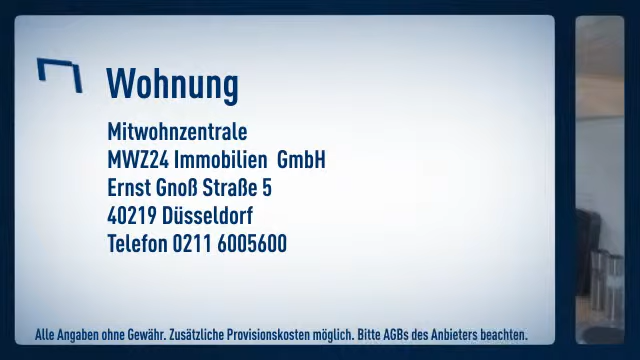 Wohnung
Mitwohnzentrale
MWZ24 Immobilien GmbH
Ernst Gnoß Straße 5
40219 Düsseldorf
Telefon 0211 6005600
Alle Angaben ohne Gewähr. Zusätzliche Provisionskosten möglich. Bitte AGBs des Anbieters beachten.